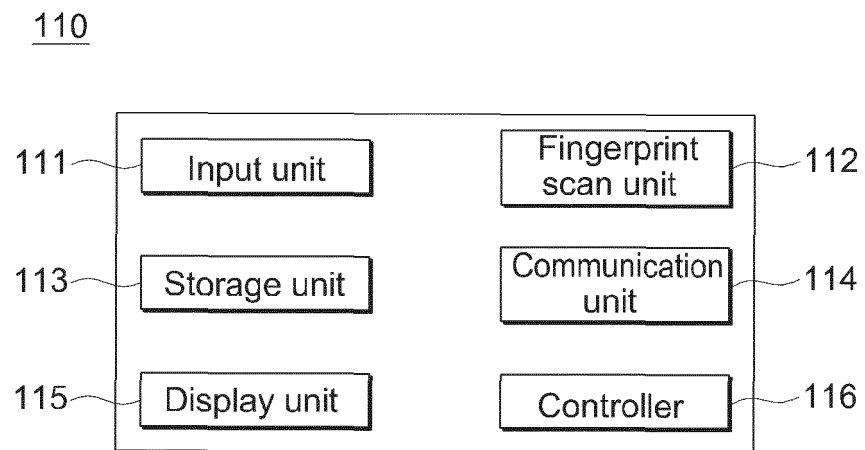 110
111
Input unit
Fingerprint
scan unit
112
113
Storage unit
Communication
unit
114
115
Display unit
Controller
116